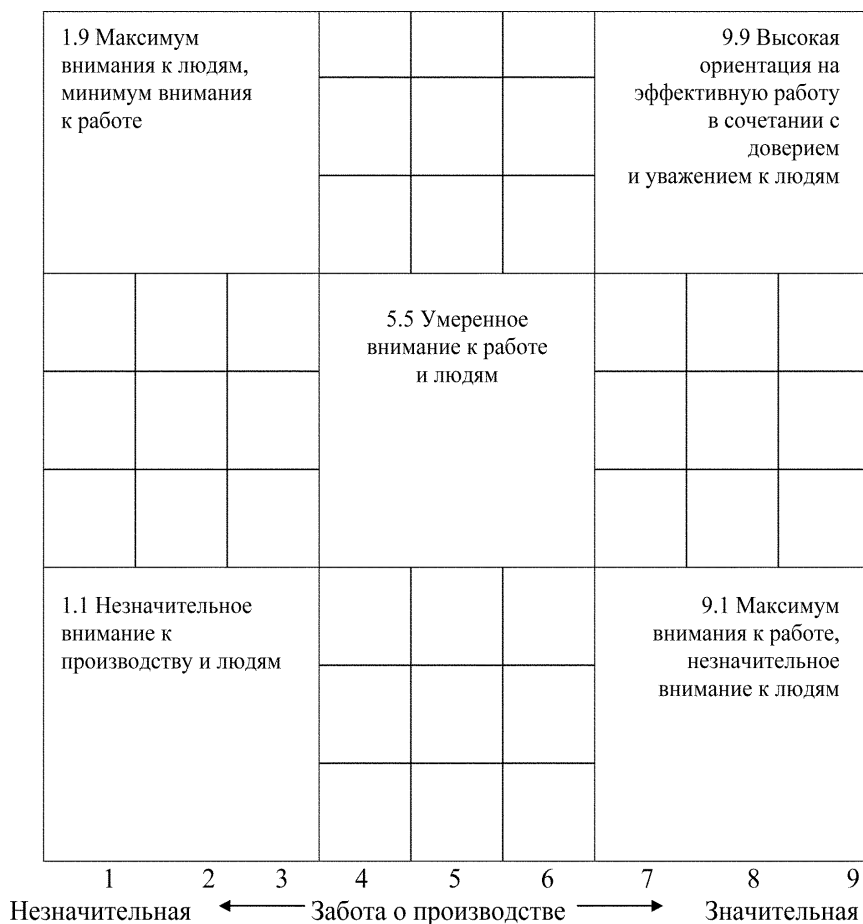 1.9 Максимум
внимания к людям,
минимум внимания
к работе
9.9 Высокая
ориентация на
эффективную работу
в сочетании с
доверием
и уважением к людям
5.5 Умеренное
внимание к работе
и людям
1.1 Незначительное
внимание к
производству и людям
9.1 Максимум
внимания к работе,
незначительное
внимание к людям
1 2 3 4 5 6 7 8 9
Незначительная Забота о производстве Значительная